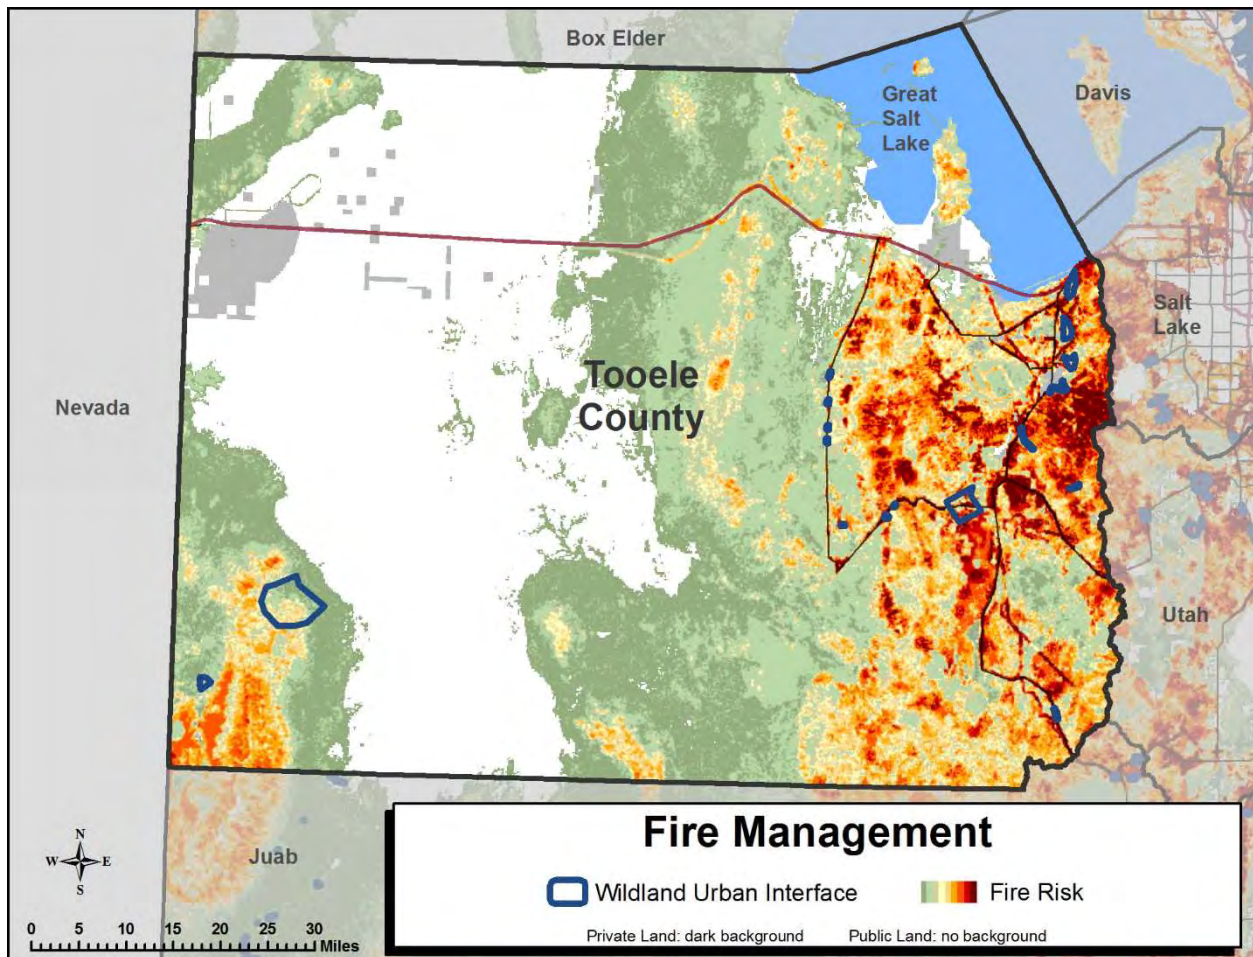 Box Elder
Great
Salt
Lake
Davis
Salt
Lake
Nevada
Tooele
County
Utah
Juab
N
W E
S
0 5 10 15 20 25 30
Miles
Fire Management
Wildland Urban Interface
Fire Risk
Private Land: dark background
Public Land: no background